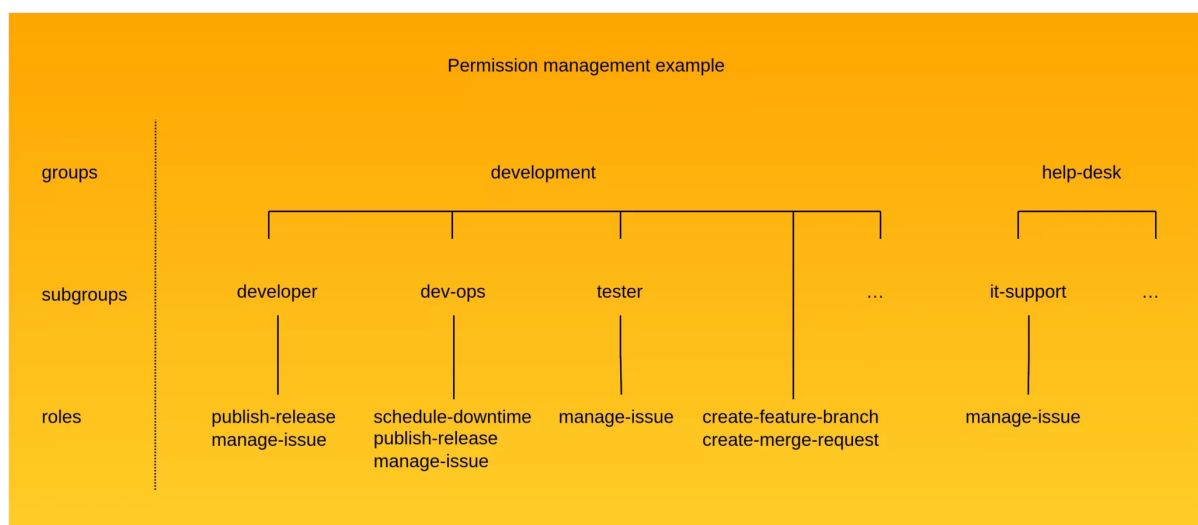 Permission management example
groups
development
help-desk
subgroups
developer
dev-ops
tester
…
it-support
…
roles
publish-release
manage-issue
schedule-downtime
publish-release
manage-issue
manage-issue
create-feature-branch
create-merge-request
manage-issue